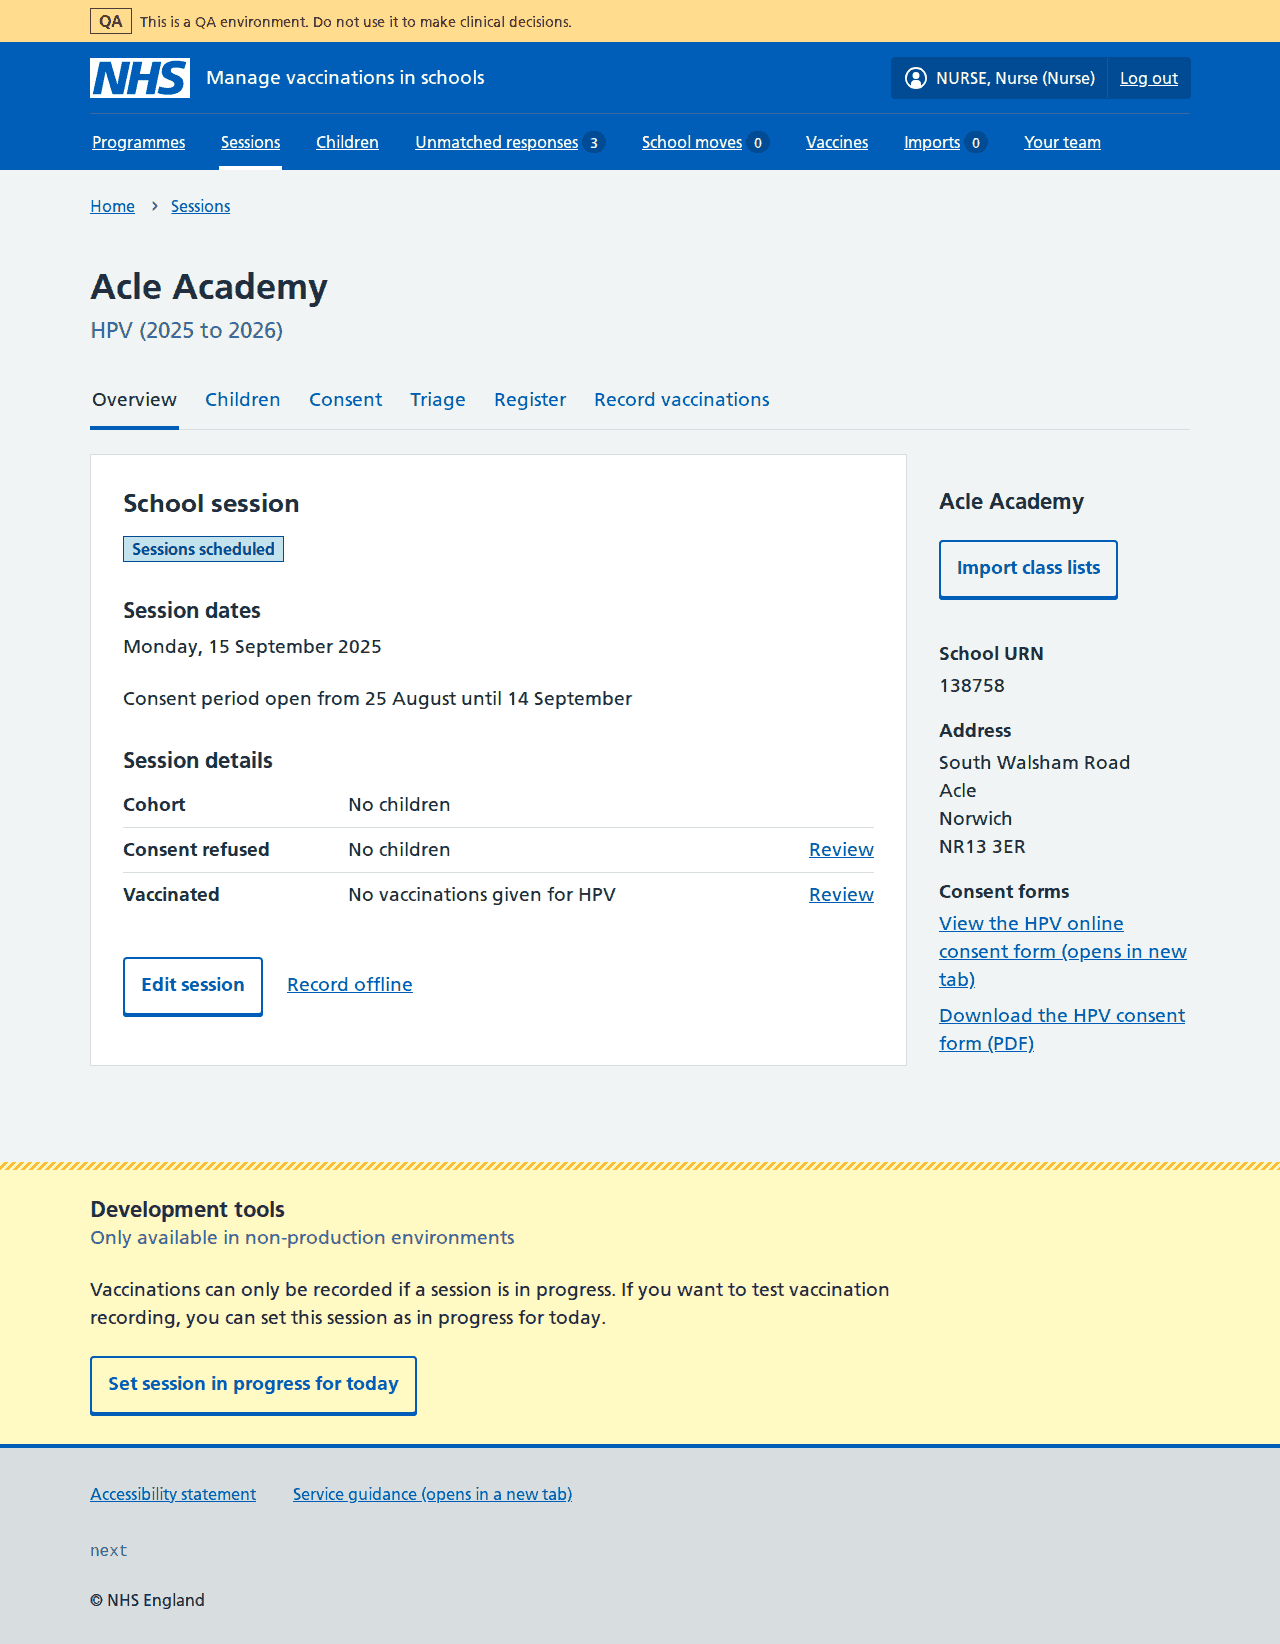 QA This is a QA environment. Do not use it to make clinical decisions.
NHS Manage vaccinations in schools
NURSE, Nurse (Nurse) Log out
Programmes Sessions Children Unmatched responses 3 School moves 0 Vaccines Imports 0 Your team
Home › Sessions
Acle Academy
HPV (2025 to 2026)
Overview Children Consent Triage Register Record vaccinations
School session
Sessions scheduled
Session dates
Monday, 15 September 2025
Consent period open from 25 August until 14 September
Session details
Cohort No children
Consent refused No children Review
Vaccinated No vaccinations given for HPV Review
Edit session Record offline
Acle Academy
Import class lists
School URN
138758
Address
South Walsham Road
Acle
Norwich
NR13 3ER
Consent forms
View the HPV online
consent form (opens in new
tab)
Download the HPV consent
form (PDF)
Development tools
Only available in non-production environments
Vaccinations can only be recorded if a session is in progress. If you want to test vaccination
recording, you can set this session as in progress for today.
Set session in progress for today
Accessibility statement Service guidance (opens in a new tab)
next
© NHS England